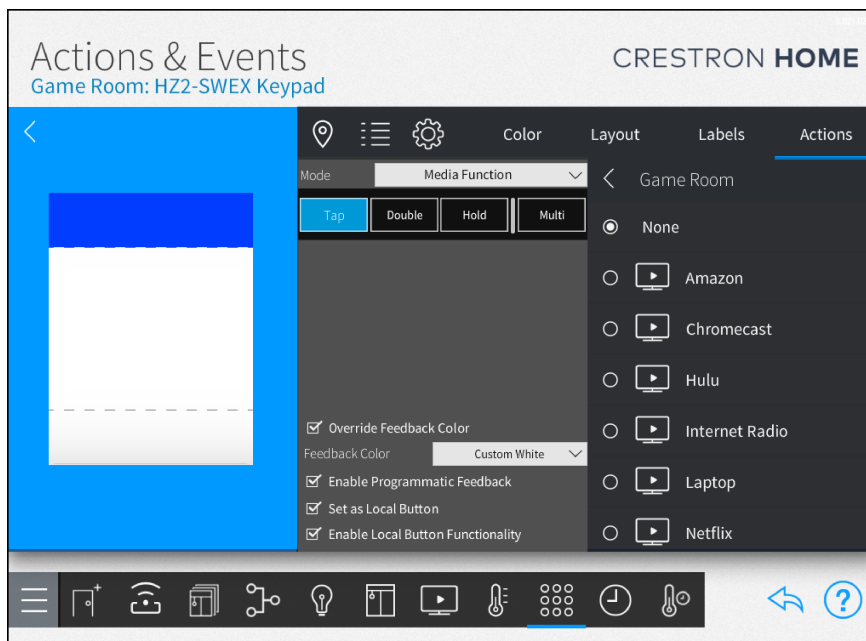 Actions & Events
CRESTRON HOME
Game Room: HZ2-SWEX Keypad
Color Layout Labels Actions
Mode Media Function
Game Room
Tap Double Hold Multi
None
Amazon
Chromecast
Hulu
Override Feedback Color
Internet Radio
Feedback Color Custom White
Enable Programmatic Feedback
Laptop
Set as Local Button
Enable Local Button Functionality
Netflix
?